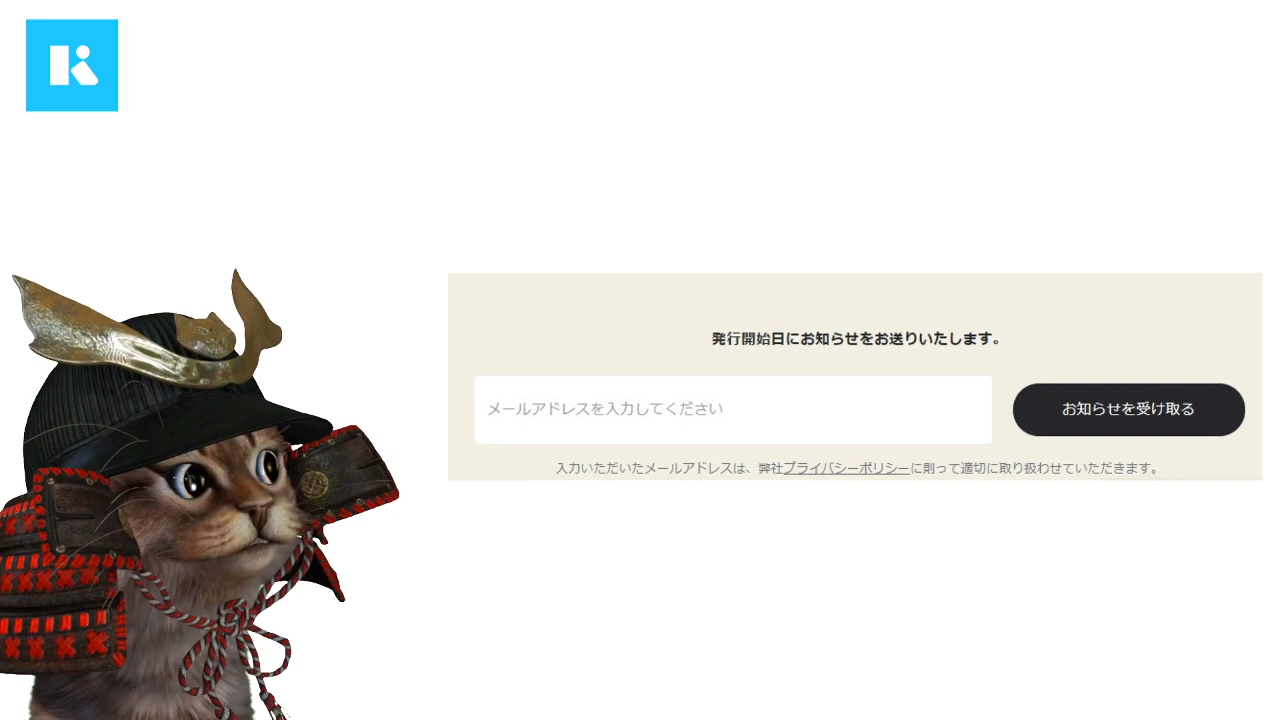 発行開始日にお知らせをお送りいたします。
メールアドレスを入力してください
お知らせを受け取る
入力いただいたメールアドレスは、弊社プライバシーポリシーに則って適切に取り扱わせていただきます。